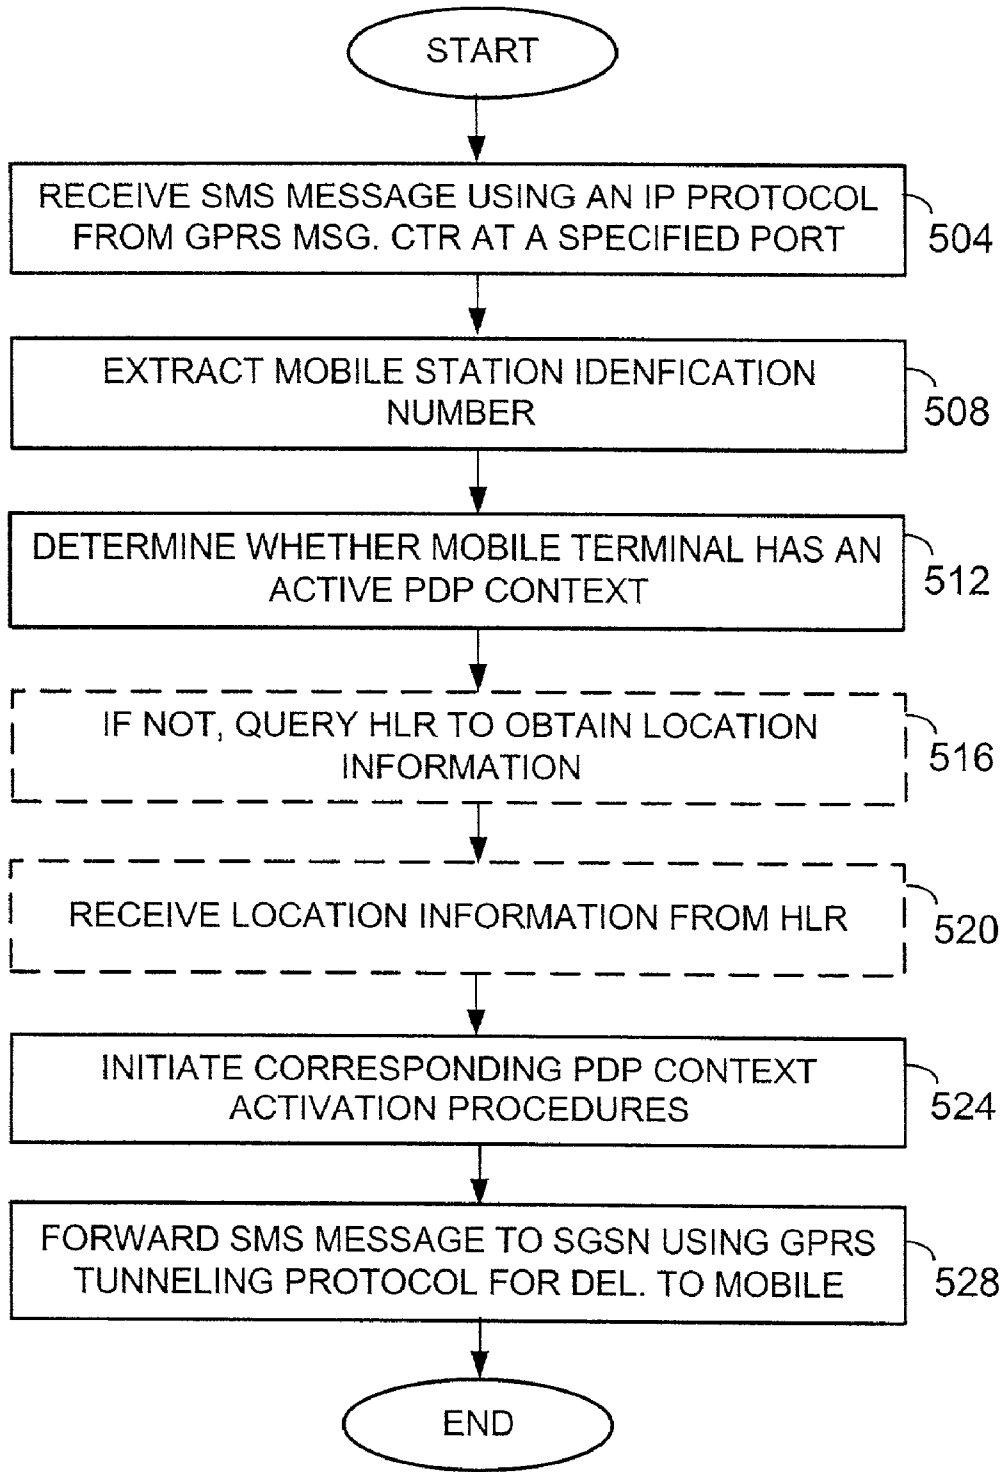 START
RECEIVE SMS MESSAGE USING AN IP PROTOCOL
FROM GPRS MSG. CTR AT A SPECIFIED PORT
504
EXTRACT MOBILE STATION IDENFICATION
NUMBER
508
DETERMINE WHETHER MOBILE TERMINAL HAS AN
ACTIVE PDP CONTEXT
512
IF NOT, QUERY HLR TO OBTAIN LOCATION
INFORMATION
516
RECEIVE LOCATION INFORMATION FROM HLR
520
INITIATE CORRESPONDING PDP CONTEXT
ACTIVATION PROCEDURES
524
FORWARD SMS MESSAGE TO SGSN USING GPRS
TUNNELING PROTOCOL FOR DEL. TO MOBILE
528
END